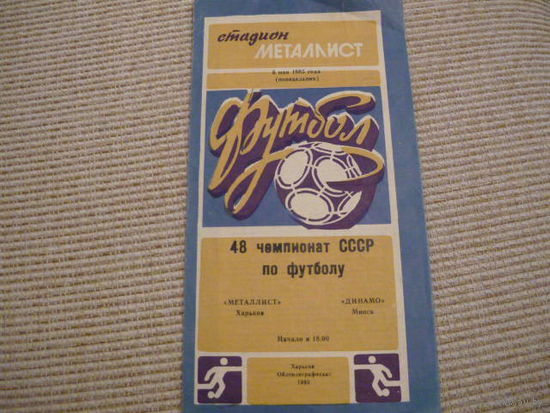 стадион
МЕТАЛЛИСТ
6 мая 1985 года
(понедельник)
Футбол
48 чемпионат СССР
по футболу
«МЕТАЛЛИСТ» «ДИНАМО»
Харьков Минск
Начало в 18.00
Харьков
Облполиграфиздат
1985